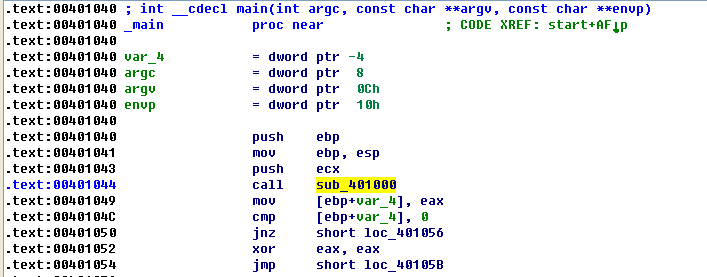 .text:00401040 ; int __cdecl main(int argc, const char **argv, const char **envp)
.text:00401040 _main proc near ; CODE XREF: start+AF↓p
.text:00401040
.text:00401040 var_4 = dword ptr -4
.text:00401040 argc = dword ptr 8
.text:00401040 argv = dword ptr 0Ch
.text:00401040 envp = dword ptr 10h
.text:00401040
.text:00401040 push ebp
.text:00401041 mov ebp, esp
.text:00401043 push ecx
.text:00401044 call sub_401000
.text:00401049 mov [ebp+var_4], eax
.text:0040104C cmp [ebp+var_4], 0
.text:00401050 jnz short loc_401056
.text:00401052 xor eax, eax
.text:00401054 jmp short loc_40105B